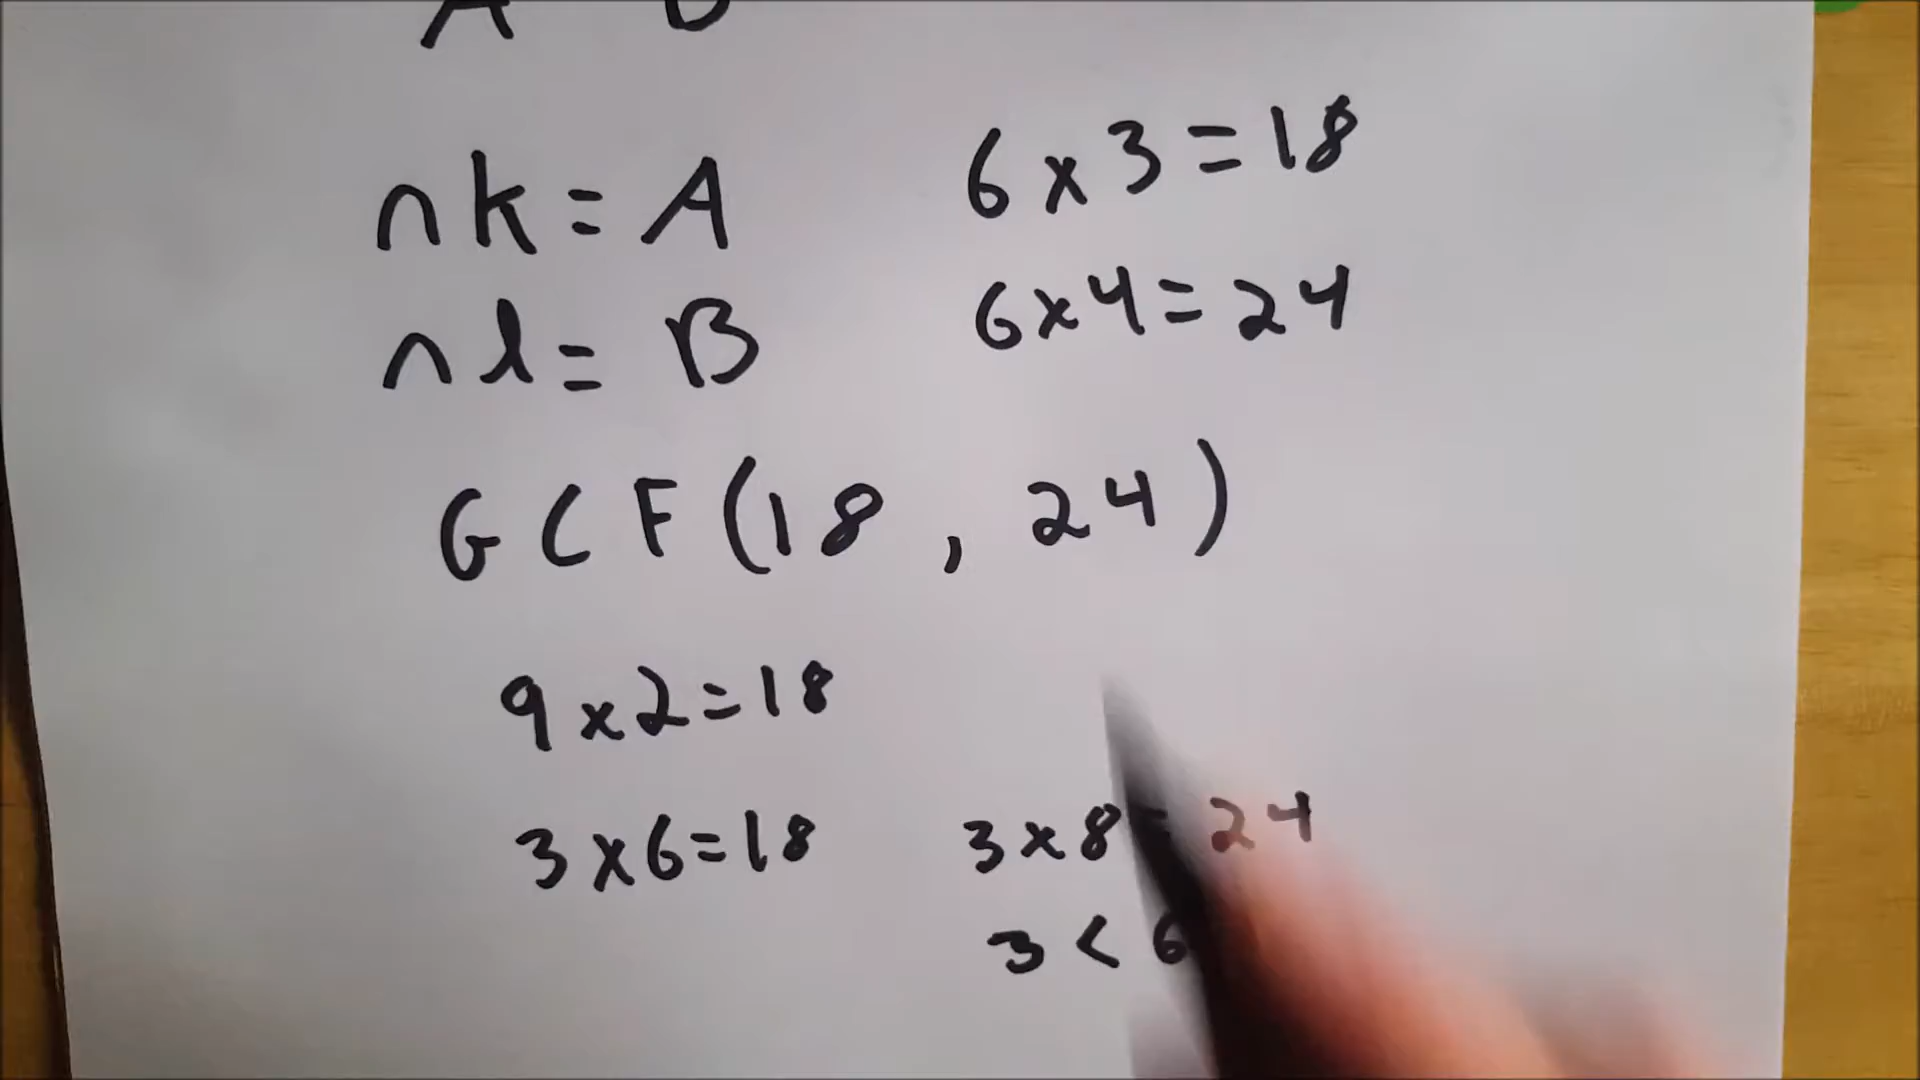 A B
nk = A
6 x 3 = 18
nl = B
6 x 4 = 24
GCF(18, 24)
9 x 2 = 18
3 x 6 = 18
3 x 8 = 24
3 < 6